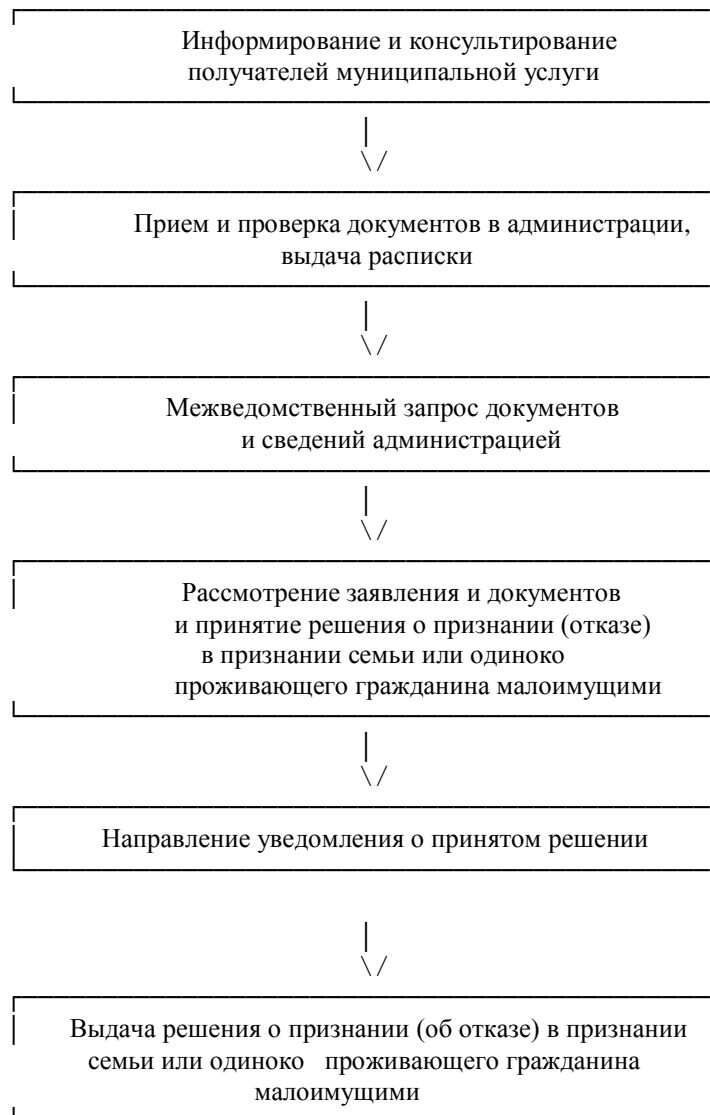 Информирование и консультирование
получателей муниципальной услуги
Прием и проверка документов в администрации,
выдача расписки
Межведомственный запрос документов
и сведений администрацией
Рассмотрение заявления и документов
и принятие решения о признании (отказе)
в признании семьи или одиноко
проживающего гражданина малоимущими
Направление уведомления о принятом решении
Выдача решения о признании (об отказе) в признании
семьи или одиноко проживающего гражданина
малоимущими